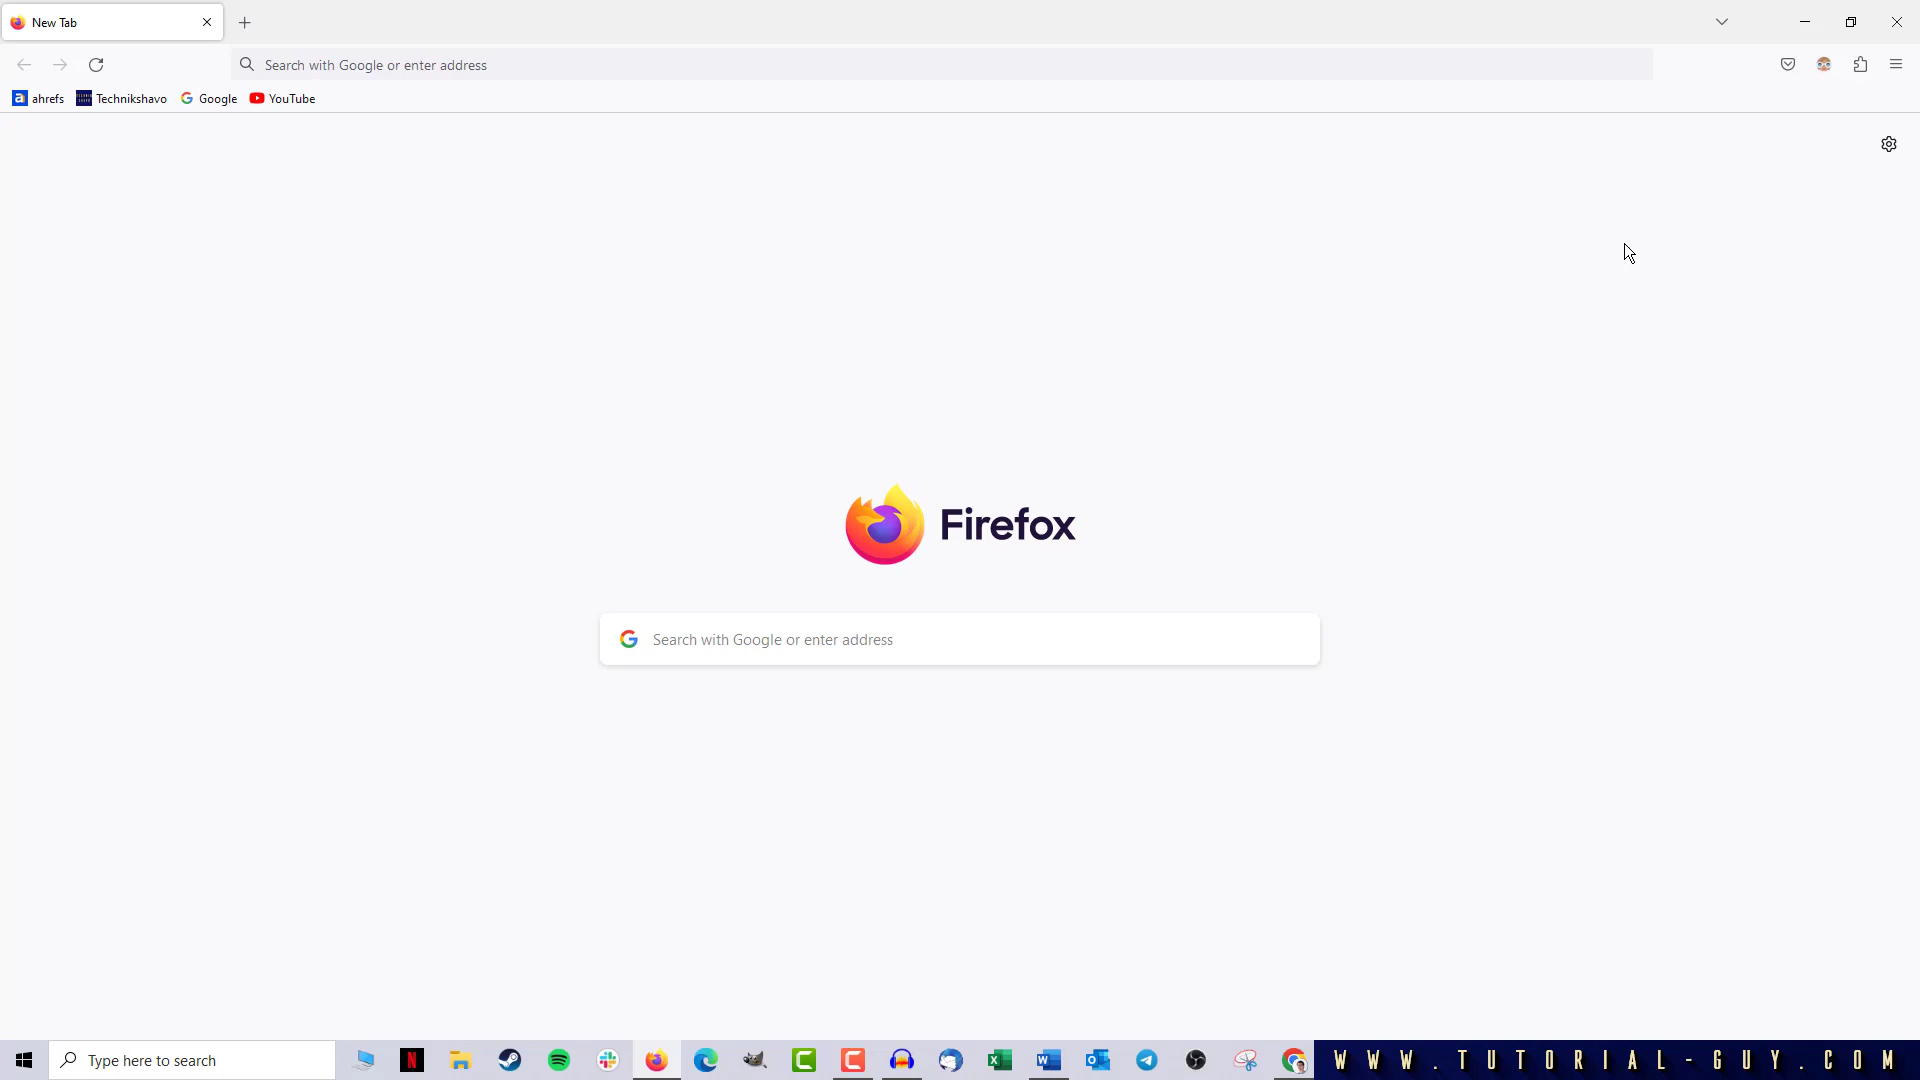 New Tab
Search with Google or enter address
ahrefs Technikshavo Google YouTube
Firefox
Search with Google or enter address
Type here to search
WWW.TUTORIAL-GUY.COM